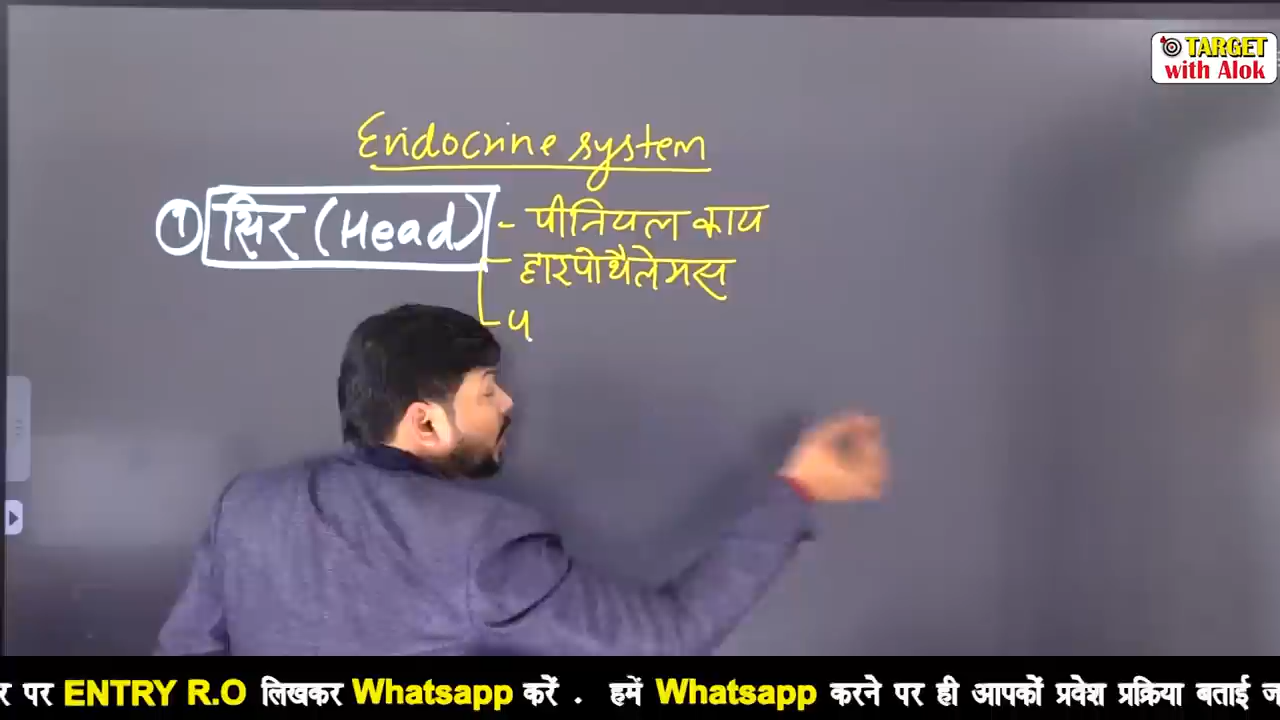 TARGET
with Alok
Endocrine system
१ सिर (Head) - पीनियल काय
- हाइपोथैलेमस
- प
र पर ENTRY R.O लिखकर Whatsapp करें . हमें Whatsapp करने पर ही आपकों प्रवेश प्रक्रिया बताई ज